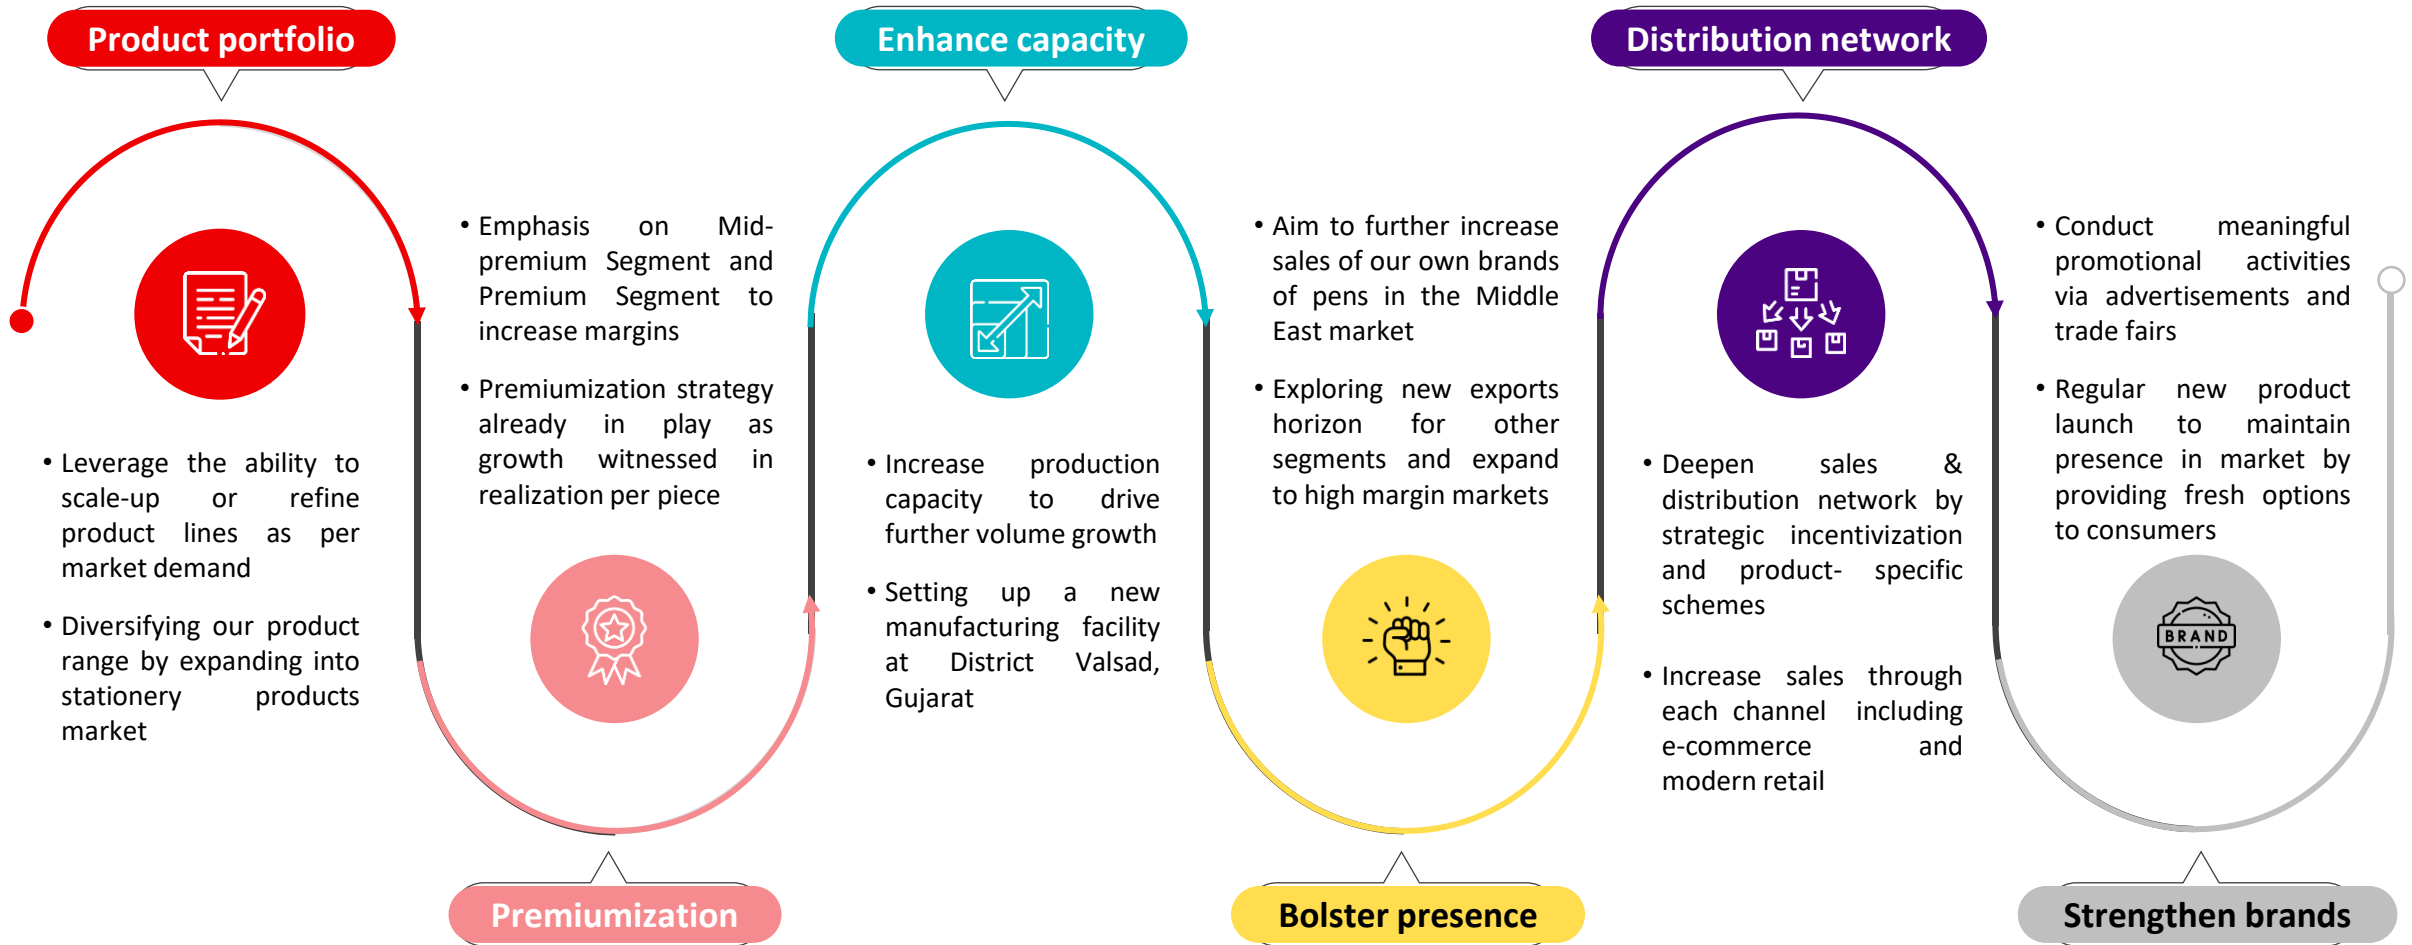 Product portfolio
• Leverage the ability to
scale-up or refine
product lines as per
market demand
• Diversifying our product
range by expanding into
stationery products
market
• Emphasis on Mid-
premium Segment and
Premium Segment to
increase margins
• Premiumization strategy
already in play as
growth witnessed in
realization per piece
Premiumization
Enhance capacity
• Increase production
capacity to drive
further volume growth
• Setting up a new
manufacturing facility
at District Valsad,
Gujarat
• Aim to further increase
sales of our own brands
of pens in the Middle
East market
• Exploring new exports
horizon for other
segments and expand
to high margin markets
Bolster presence
Distribution network
• Deepen sales &
distribution network by
strategic incentivization
and product- specific
schemes
• Increase sales through
each channel including
e-commerce and
modern retail
• Conduct meaningful
promotional activities
via advertisements and
trade fairs
• Regular new product
launch to maintain
presence in market by
providing fresh options
to consumers
BRAND
Strengthen brands